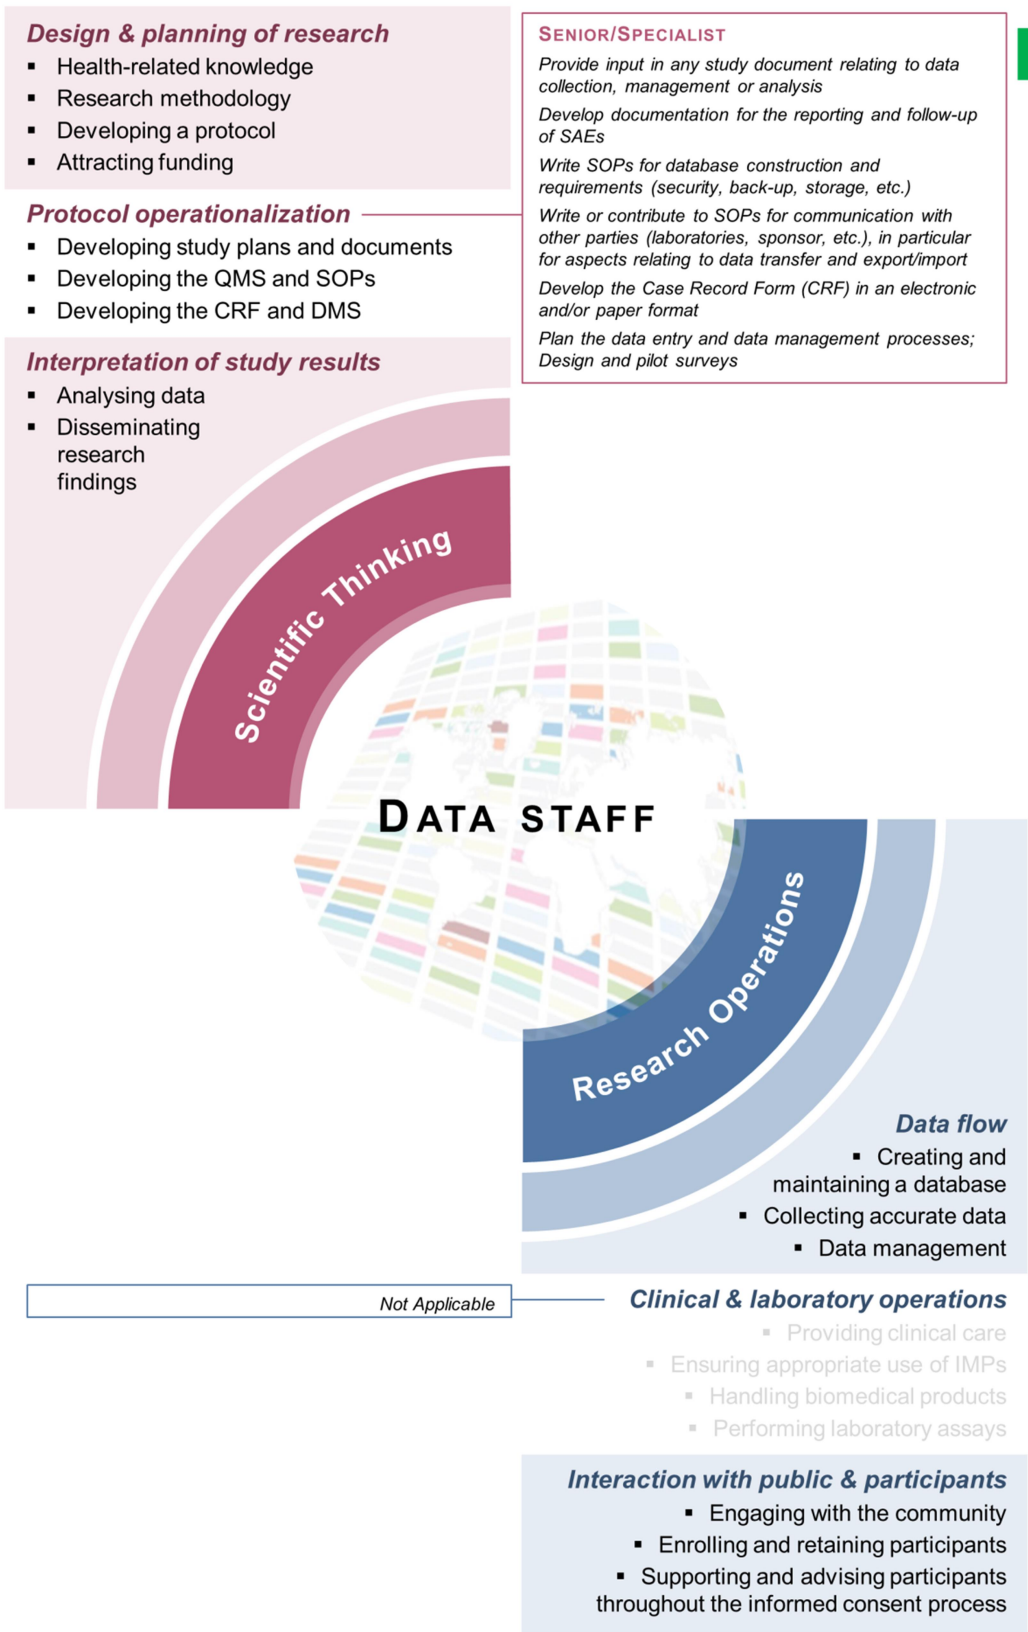 Design & planning of research
▪ Health-related knowledge
▪ Research methodology
▪ Developing a protocol
▪ Attracting funding
Protocol operationalization
▪ Developing study plans and documents
▪ Developing the QMS and SOPs
▪ Developing the CRF and DMS
Interpretation of study results
▪ Analysing data
▪ Disseminating
research
findings
SENIOR/SPECIALIST
Provide input in any study document relating to data
collection, management or analysis
Develop documentation for the reporting and follow-up
of SAEs
Write SOPs for database construction and
requirements (security, back-up, storage, etc.)
Write or contribute to SOPs for communication with
other parties (laboratories, sponsor, etc.), in particular
for aspects relating to data transfer and export/import
Develop the Case Record Form (CRF) in an electronic
and/or paper format
Plan the data entry and data management processes;
Design and pilot surveys
Scientific Thinking
DATA STAFF
Research Operations
Data flow
▪ Creating and
maintaining a database
▪ Collecting accurate data
▪ Data management
Not Applicable
Clinical & laboratory operations
▪ Providing clinical care
▪ Ensuring appropriate use of IMPs
▪ Handling biomedical products
▪ Performing laboratory assays
Interaction with public & participants
▪ Engaging with the community
▪ Enrolling and retaining participants
▪ Supporting and advising participants
throughout the informed consent process